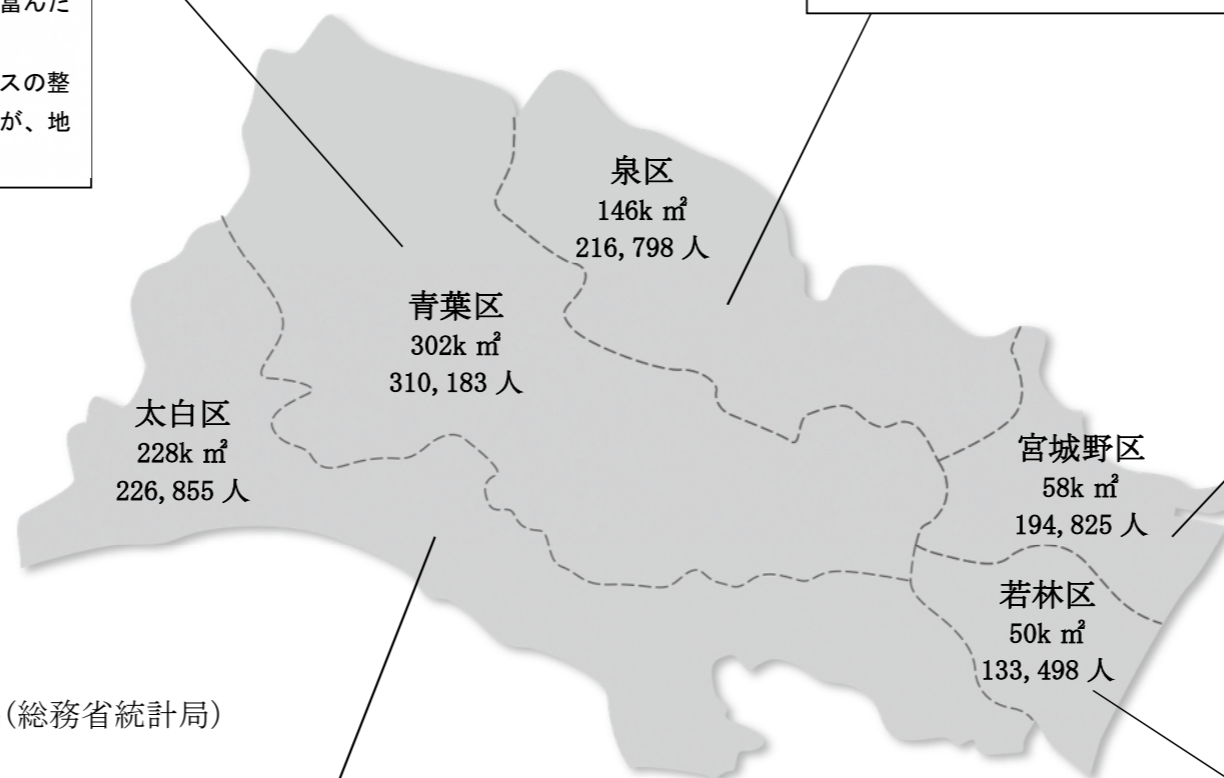 富んだ
スの整
が、地
泉区
146k ㎡
216,798 人
青葉区
302k ㎡
310,183 人
太白区
228k ㎡
226,855 人
宮城野区
58k ㎡
194,825 人
若林区
50k ㎡
133,498 人
(総務省統計局)